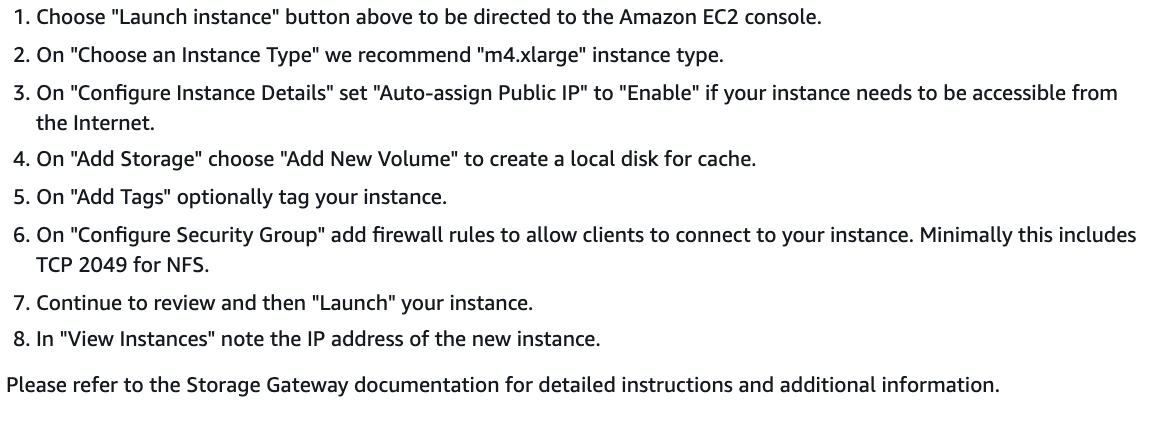 1. Choose "Launch instance" button above to be directed to the Amazon EC2 console.
2. On "Choose an Instance Type" we recommend "m4.xlarge" instance type.
3. On "Configure Instance Details" set "Auto-assign Public IP" to "Enable" if your instance needs to be accessible from
the Internet.
4. On "Add Storage" choose "Add New Volume" to create a local disk for cache.
5. On "Add Tags" optionally tag your instance.
6. On "Configure Security Group" add firewall rules to allow clients to connect to your instance. Minimally this includes
TCP 2049 for NFS.
7. Continue to review and then "Launch" your instance.
8. In "View Instances" note the IP address of the new instance.
Please refer to the Storage Gateway documentation for detailed instructions and additional information.